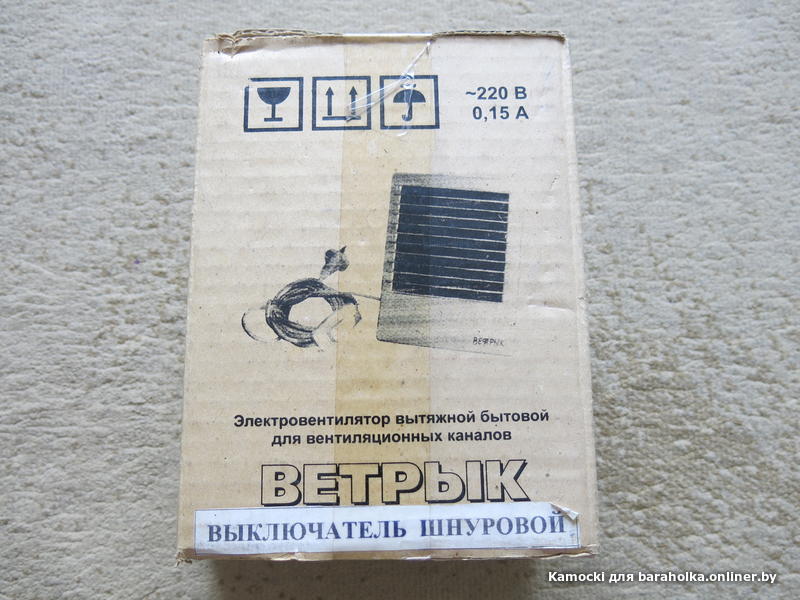 ~220 В
0,15 А
ВЕТРЫК
Электровентилятор вытяжной бытовой
для вентиляционных каналов
ВЕТРЫК
ВЫКЛЮЧАТЕЛЬ ШНУРОВОЙ
Kamocki для baraholka.onliner.by